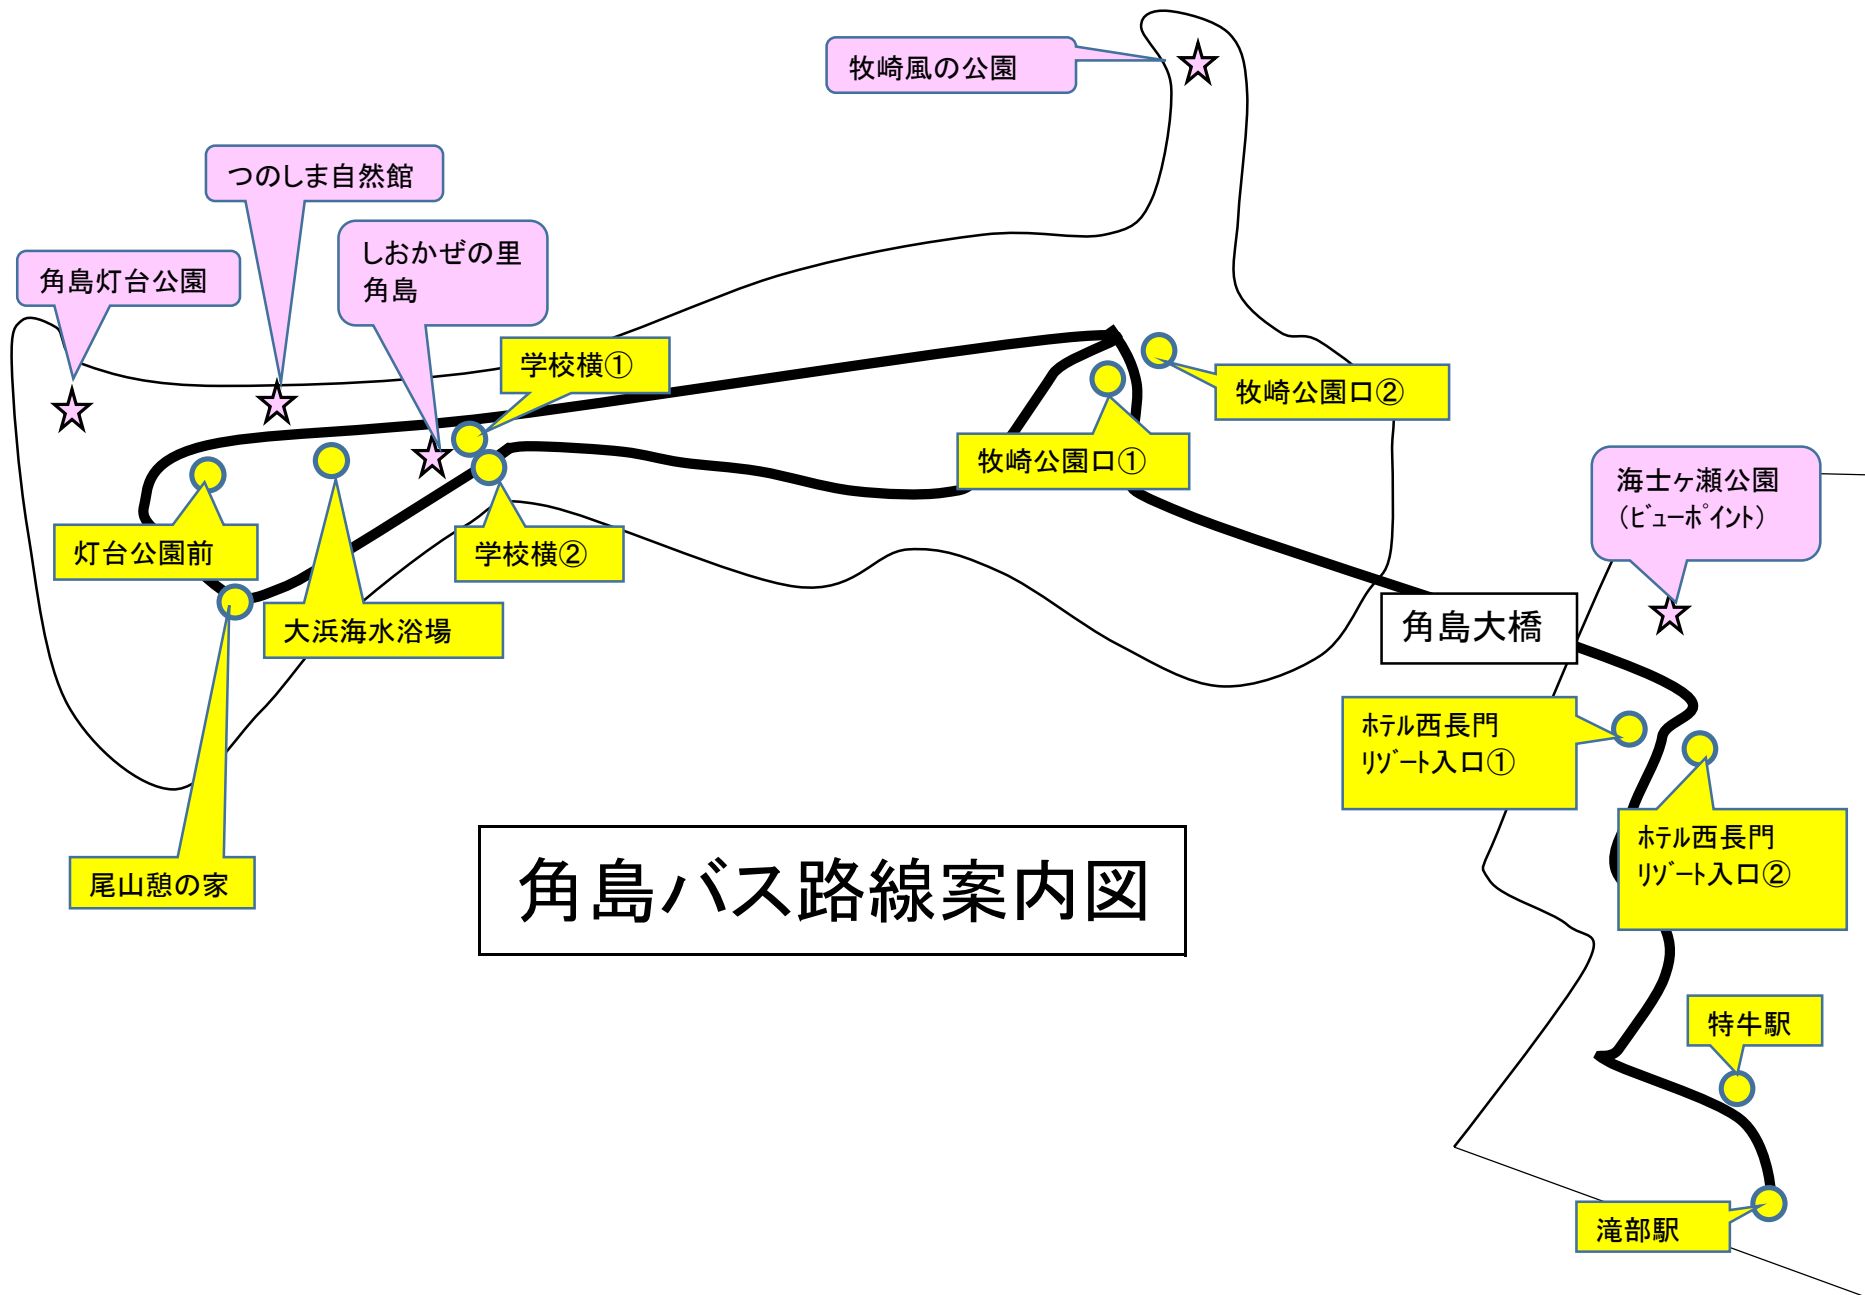 牧崎風の公園
つのしま自然館
しおかぜの里
角島
角島灯台公園
学校横①
牧崎公園口②
牧崎公園口①
海士ヶ瀬公園
(ﾋﾞｭｰﾎﾟｲﾝﾄ)
灯台公園前
学校横②
大浜海水浴場
角島大橋
ﾎﾃﾙ西長門
ﾘｿﾞｰﾄ入口①
ﾎﾃﾙ西長門
ﾘｿﾞｰﾄ入口②
尾山憩の家
角島バス路線案内図
特牛駅
滝部駅